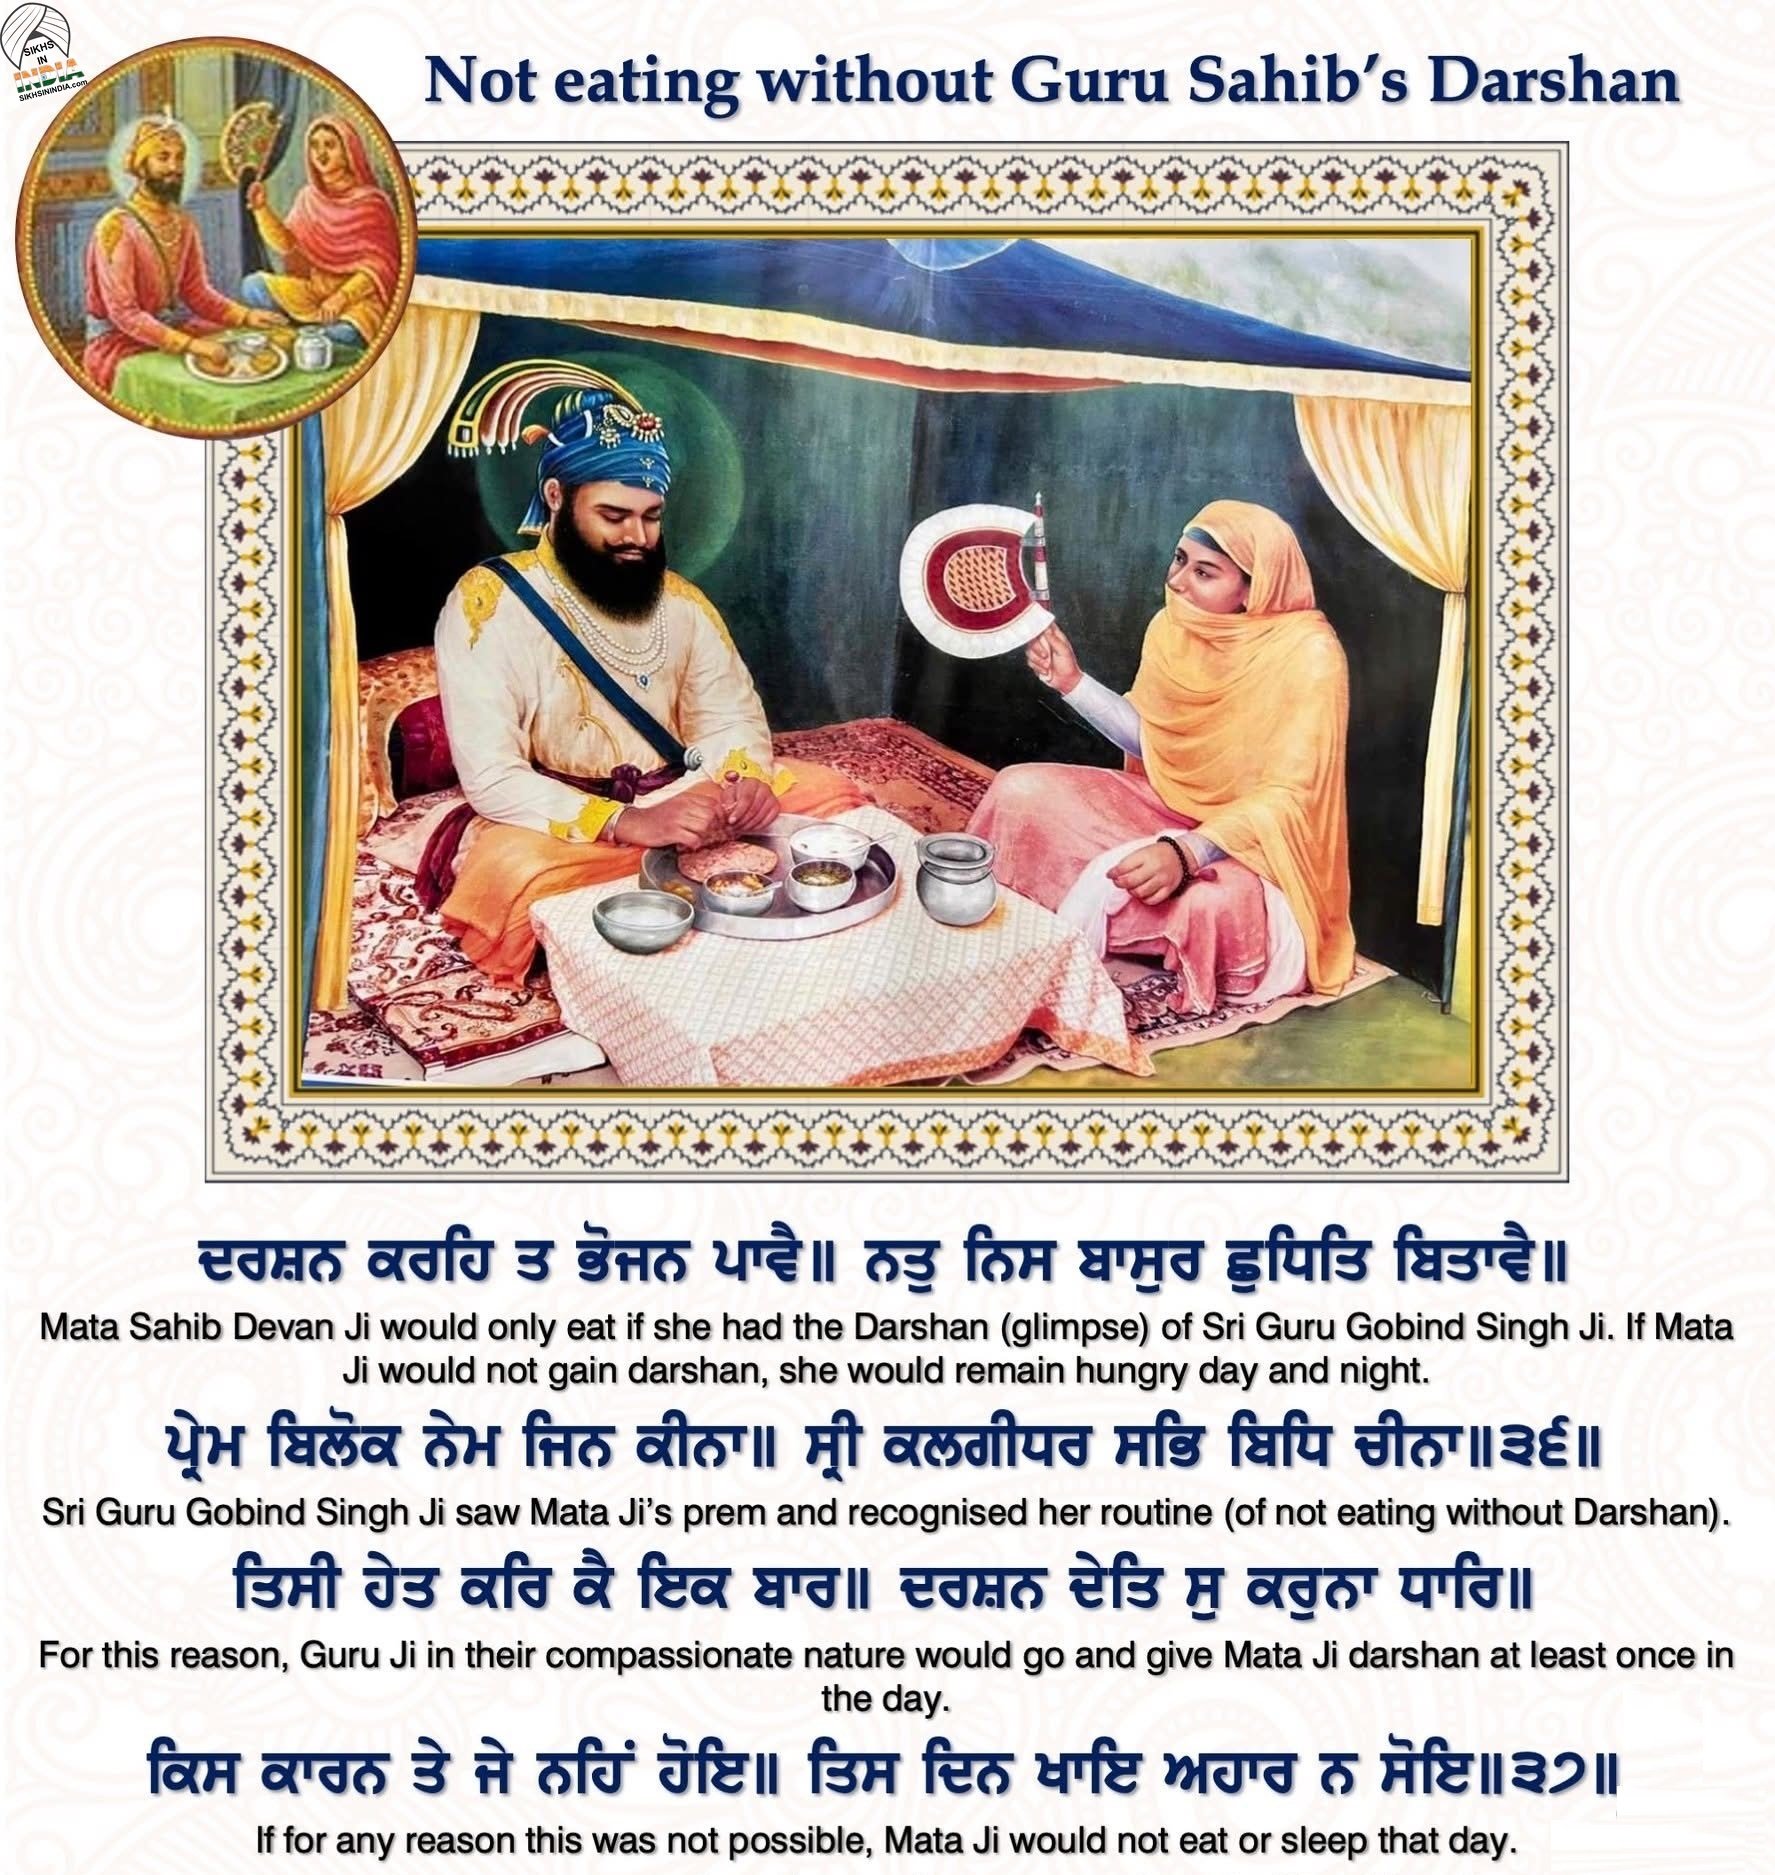 SIKHS
IN
INDIA
SIKHSININDIA.com
Not eating without Guru Sahib’s Darshan
ਦਰਸ਼ਨ ਕਰਹਿ ਤ ਭੋਜਨ ਪਾਵੈ॥ ਨਤੁ ਨਿਸ ਬਾਸੁਰ ਛੁਧਿਤਿ ਬਿਤਾਵੈ॥
Mata Sahib Devan Ji would only eat if she had the Darshan (glimpse) of Sri Guru Gobind Singh Ji. If Mata
Ji would not gain darshan, she would remain hungry day and night.
ਪ੍ਰੇਮ ਬਿਲੋਕ ਨੇਮ ਜਿਨ ਕੀਨਾ॥ ਸ੍ਰੀ ਕਲਗੀਧਰ ਸਭਿ ਬਿਧਿ ਚੀਨਾ॥੩੬॥
Sri Guru Gobind Singh Ji saw Mata Ji’s prem and recognised her routine (of not eating without Darshan).
ਤਿਸੀ ਹੇਤ ਕਰਿ ਕੈ ਇਕ ਬਾਰ॥ ਦਰਸ਼ਨ ਦੇਤਿ ਸੁ ਕਰੁਨਾ ਧਾਰਿ॥
For this reason, Guru Ji in their compassionate nature would go and give Mata Ji darshan at least once in
the day.
ਕਿਸ ਕਾਰਨ ਤੇ ਜੇ ਨਹਿਂ ਹੋਇ॥ ਤਿਸ ਦਿਨ ਖਾਇ ਅਹਾਰ ਨ ਸੋਇ॥੩੭॥
If for any reason this was not possible, Mata Ji would not eat or sleep that day.